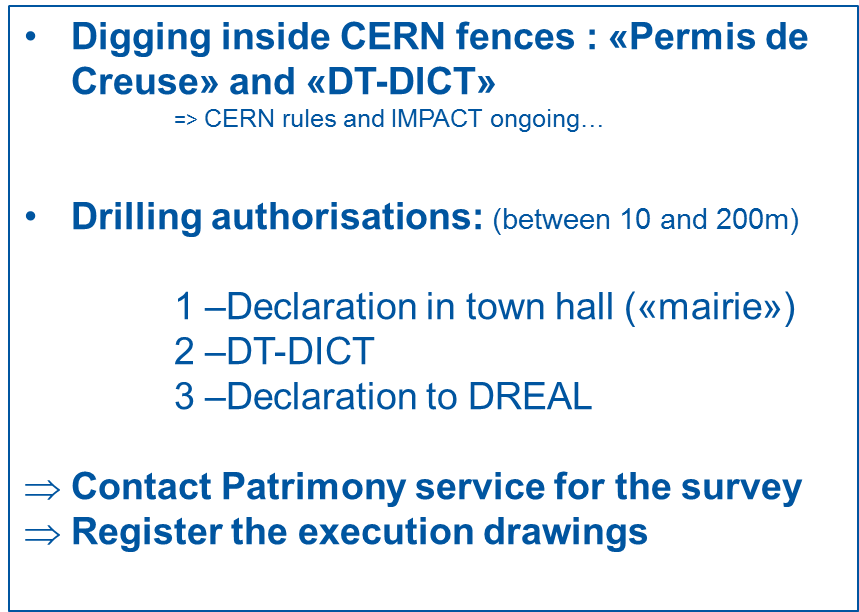 • Digging inside CERN fences : «Permis de
Creuse» and «DT-DICT»
=> CERN rules and IMPACT ongoing…
• Drilling authorisations: (between 10 and 200m)
1 –Declaration in town hall («mairie»)
2 –DT-DICT
3 –Declaration to DREAL
⇒ Contact Patrimony service for the survey
⇒ Register the execution drawings